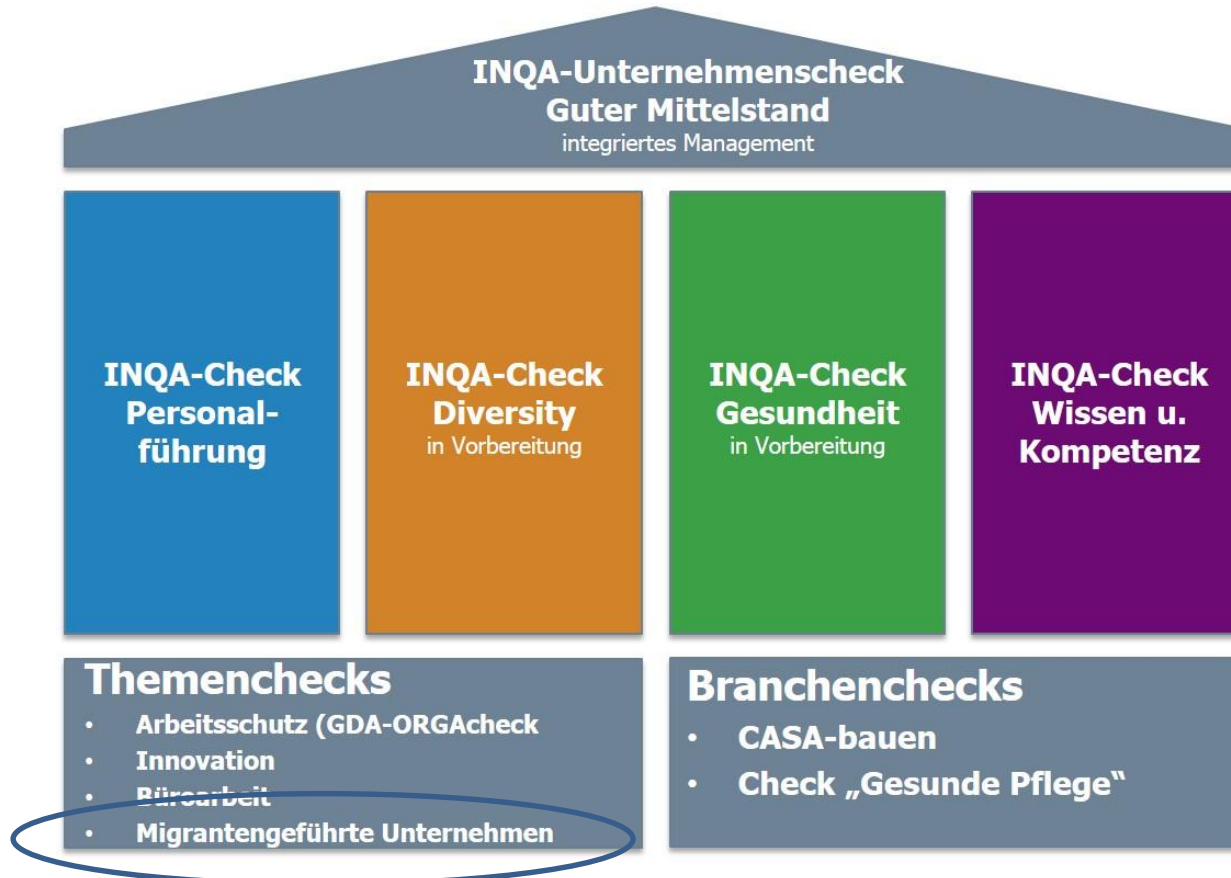 INQA-Unternehmenscheck
Guter Mittelstand
integriertes Management
INQA-Check
Personal-
führung
INQA-Check
Diversity
in Vorbereitung
INQA-Check
Gesundheit
in Vorbereitung
INQA-Check
Wissen u.
Kompetenz
Themenchecks
• Arbeitsschutz (GDA-ORGAcheck
• Innovation
• Büroarbeit
• Migrantengeführte Unternehmen
Branchenchecks
• CASA-bauen
• Check „Gesunde Pflege“